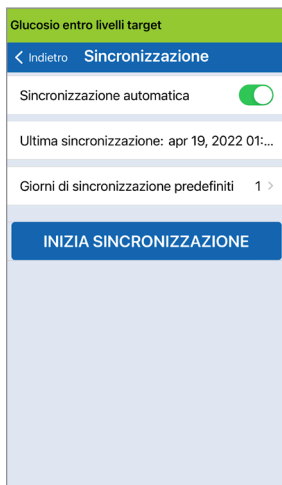 Glucosio entro livelli target
Indietro Sincronizzazione
Sincronizzazione automatica
Ultima sincronizzazione: apr 19, 2022 01:...
Giorni di sincronizzazione predefiniti 1
INIZIA SINCRONIZZAZIONE